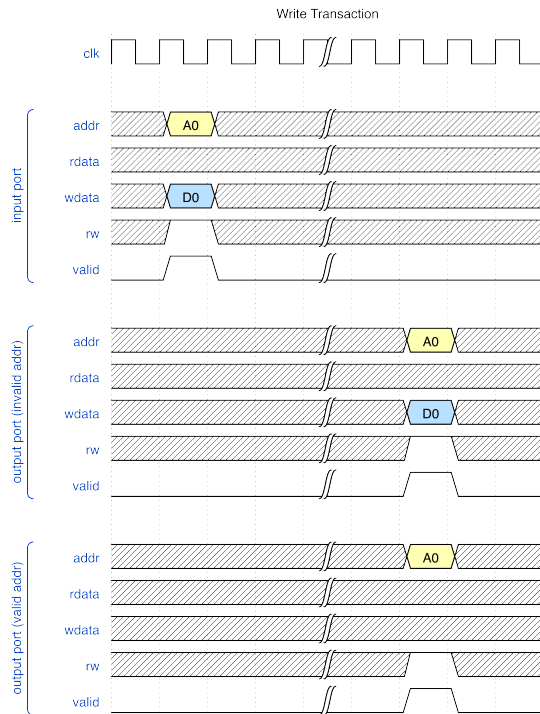 Write Transaction
clk
input port
addr
A0
rdata
wdata
D0
rw
valid
output port (invalid addr)
addr
A0
rdata
wdata
D0
rw
valid
output port (valid addr)
addr
A0
rdata
wdata
rw
valid